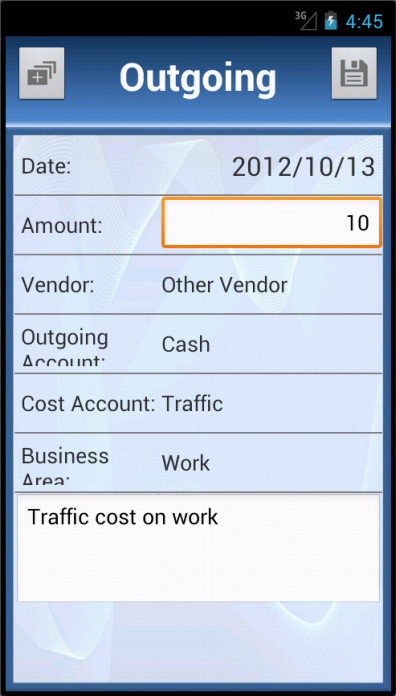 3G 4:45
Outgoing
Date: 2012/10/13
Amount: 10
Vendor: Other Vendor
Outgoing
Account: Cash
Cost Account: Traffic
Business
Area: Work
Traffic cost on work